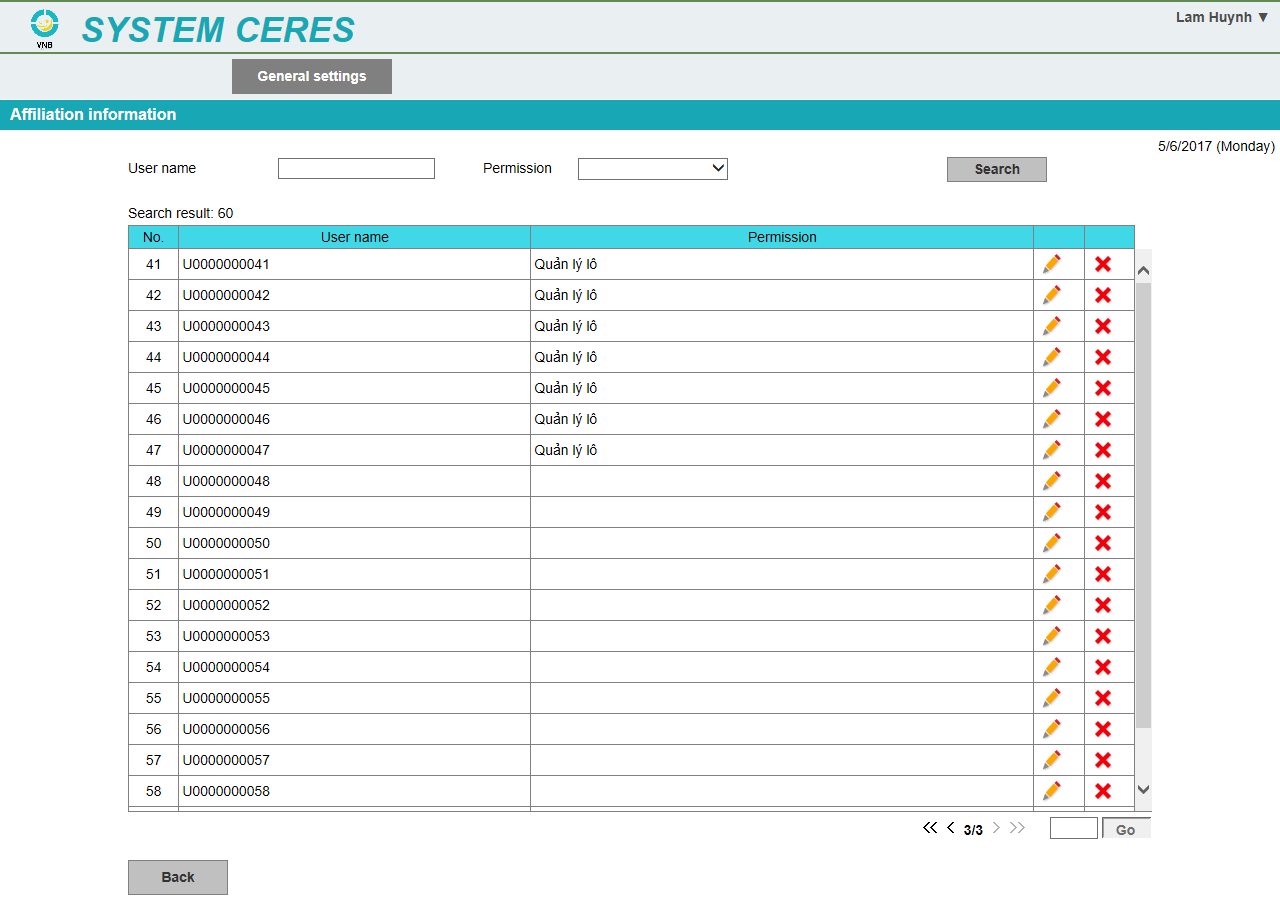 VNB
SYSTEM CERES
Lam Huynh ▼
General settings
Affiliation information
5/6/2017 (Monday)
User name
Permission
Search
Search result: 60
No. User name Permission
41 U0000000041 Quản lý lô
42 U0000000042 Quản lý lô
43 U0000000043 Quản lý lô
44 U0000000044 Quản lý lô
45 U0000000045 Quản lý lô
46 U0000000046 Quản lý lô
47 U0000000047 Quản lý lô
48 U0000000048
49 U0000000049
50 U0000000050
51 U0000000051
52 U0000000052
53 U0000000053
54 U0000000054
55 U0000000055
56 U0000000056
57 U0000000057
58 U0000000058
<< < 3/3 > >> Go
Back